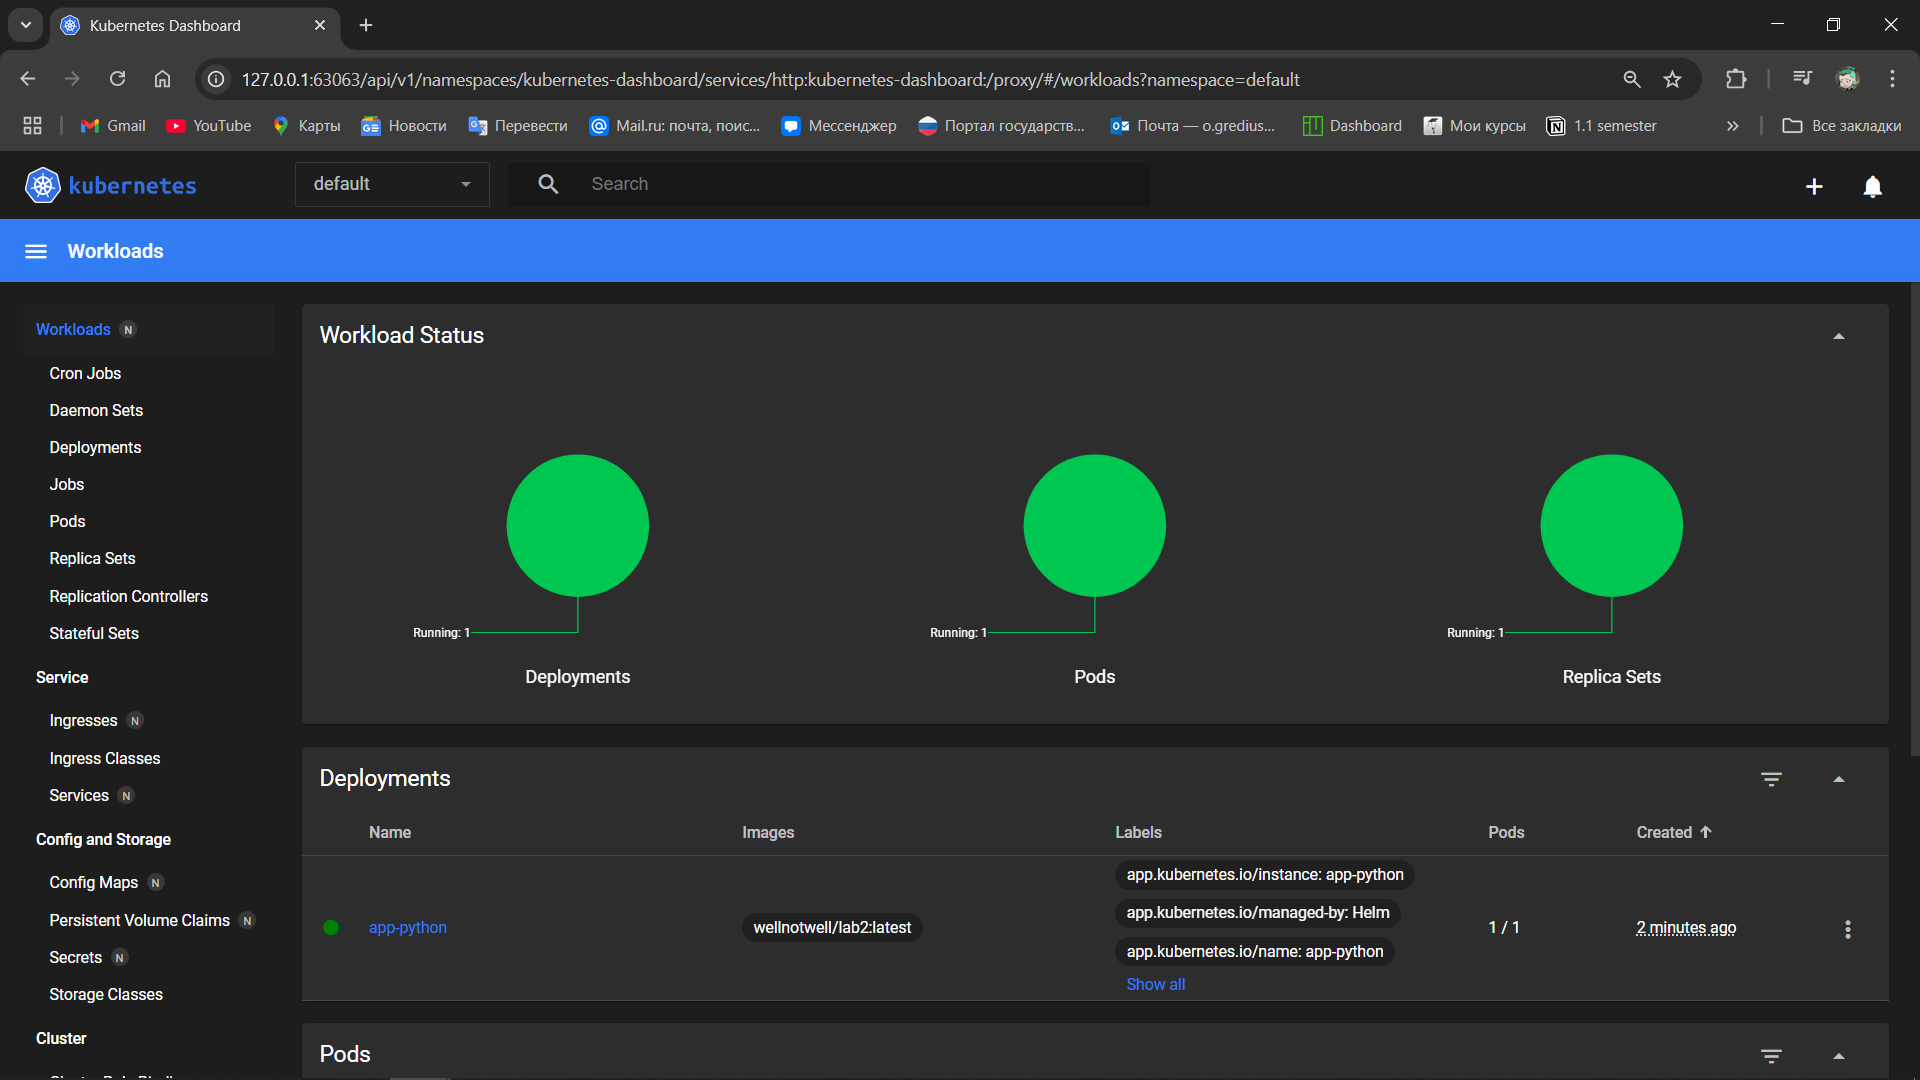 Kubernetes Dashboard
127.0.0.1:63063/api/v1/namespaces/kubernetes-dashboard/services/http:kubernetes-dashboard:/proxy/#/workloads?namespace=default
Gmail YouTube Карты Новости Перевести Mail.ru: почта, поис... Мессенджер Портал государств... Почта — o.gredius... Dashboard Мои курсы 1.1 semester » Все закладки
kubernetes default Search
Workloads
Workloads N
Cron Jobs
Daemon Sets
Deployments
Jobs
Pods
Replica Sets
Replication Controllers
Stateful Sets
Service
Ingresses N
Ingress Classes
Services N
Config and Storage
Config Maps N
Persistent Volume Claims N
Secrets N
Storage Classes
Cluster
Workload Status
Running: 1 Running: 1 Running: 1
Deployments Pods Replica Sets
Deployments
Name Images Labels Pods Created
app-python wellnotwell/lab2:latest
app.kubernetes.io/instance: app-python
app.kubernetes.io/managed-by: Helm
app.kubernetes.io/name: app-python
Show all
1 / 1 2 minutes ago
Pods